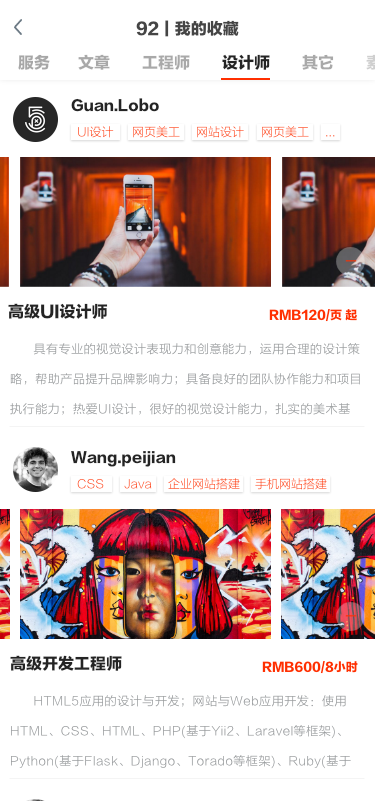 92 | 我的收藏
服务 文章 工程师 设计师 其它
Guan.Lobo
UI设计 网页美工 网站设计 网页美工 ...
高级UI设计师
RMB120/页 起
具有专业的视觉设计表现力和创意能力，运用合理的设计策
略，帮助产品提升品牌影响力；具备良好的团队协作能力和项目
执行能力；热爱UI设计，很好的视觉设计能力，扎实的美术基
Wang.peijian
CSS Java 企业网站搭建 手机网站搭建
高级开发工程师
RMB600/8小时
HTML5应用的设计与开发；网站与Web应用开发：使用
HTML、CSS、HTML、PHP(基于Yii2、Laravel等框架)、
Python(基于Flask、Django、Torado等框架)、Ruby(基于